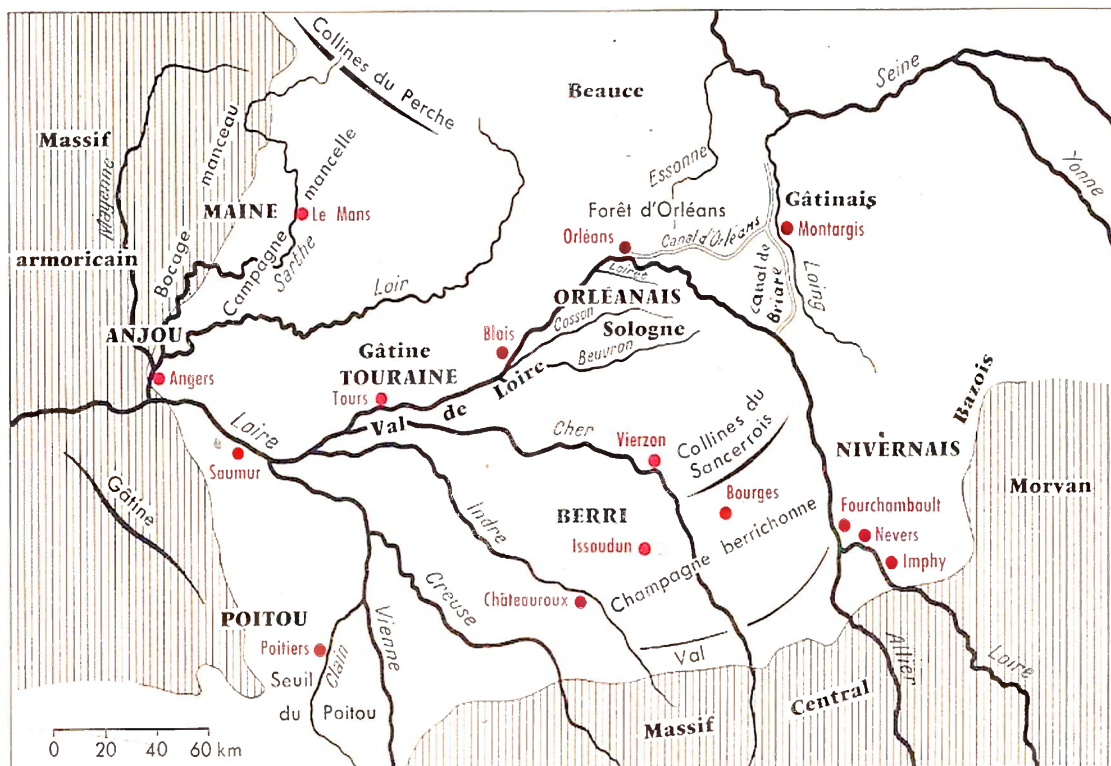 Collines du Perche
Beauce
Seine
Yonne
Massif
armoricain
Mayenne
Bocage manceau
MAINE
Campagne mancelle
Le Mans
Sarthe
Essonne
Forêt d'Orléans
Gâtinais
Montargis
Orléans
Canal d'Orléans
Canal de
Briare
Loing
Loiret
ORLÉANAIS
Loir
Cosson
Sologne
Beuvron
Blois
ANJOU
Angers
Gâtine
TOURAINE
Tours
Val de Loire
Loire
Saumur
Cher
Vierzon
Collines du
Sancerrois
NIVERNAIS
Bazois
Morvan
Gâtine
Indre
BERRI
Bourges
Issoudun
Champagne berrichonne
Fourchambault
Nevers
Imphy
Châteauroux
Creuse
POITOU
Poitiers
Clain
Vienne
Seuil
du Poitou
Val
Allier
Loire
Massif Central
0 20 40 60 km